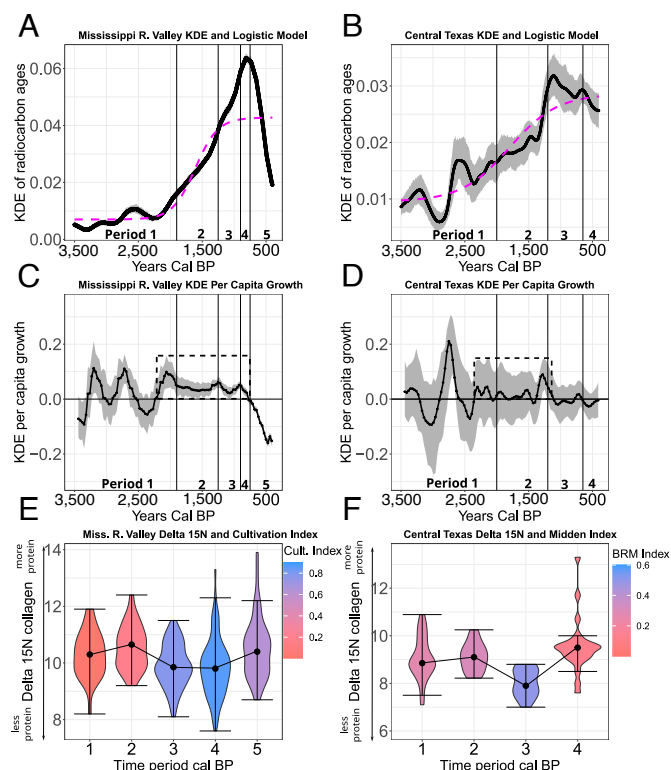 A
Mississippi R. Valley KDE and Logistic Model
KDE of radiocarbon ages
0.06
0.04
0.02
0.00
Period 1 2 3 4 5
3,500 2,500 1,500 500
Years Cal BP
B
Central Texas KDE and Logistic Model
KDE of radiocarbon ages
0.03
0.02
0.01
Period 1 2 3 4
3,500 2,500 1,500 500
Years Cal BP
C
Mississippi R. Valley KDE Per Capita Growth
KDE per capita growth
0.2
0.0
−0.2
Period 1 2 3 4 5
3,500 2,500 1,500 500
Years Cal BP
D
Central Texas KDE Per Capita Growth
KDE per capita growth
0.2
0.0
−0.2
Period 1 2 3 4
3,500 2,500 1,500 500
Years Cal BP
E
Miss. R. Valley Delta 15N and Cultivation Index
more
protein
Delta 15N collagen
less
protein
14
12
10
8
Cult. Index
0.8
0.6
0.4
0.2
1 2 3 4 5
Time period cal BP
F
Central Texas Delta 15N and Midden Index
more
protein
Delta 15N collagen
less
protein
12
10
8
6
BRM Index
0.6
0.4
0.2
1 2 3 4
Time period cal BP